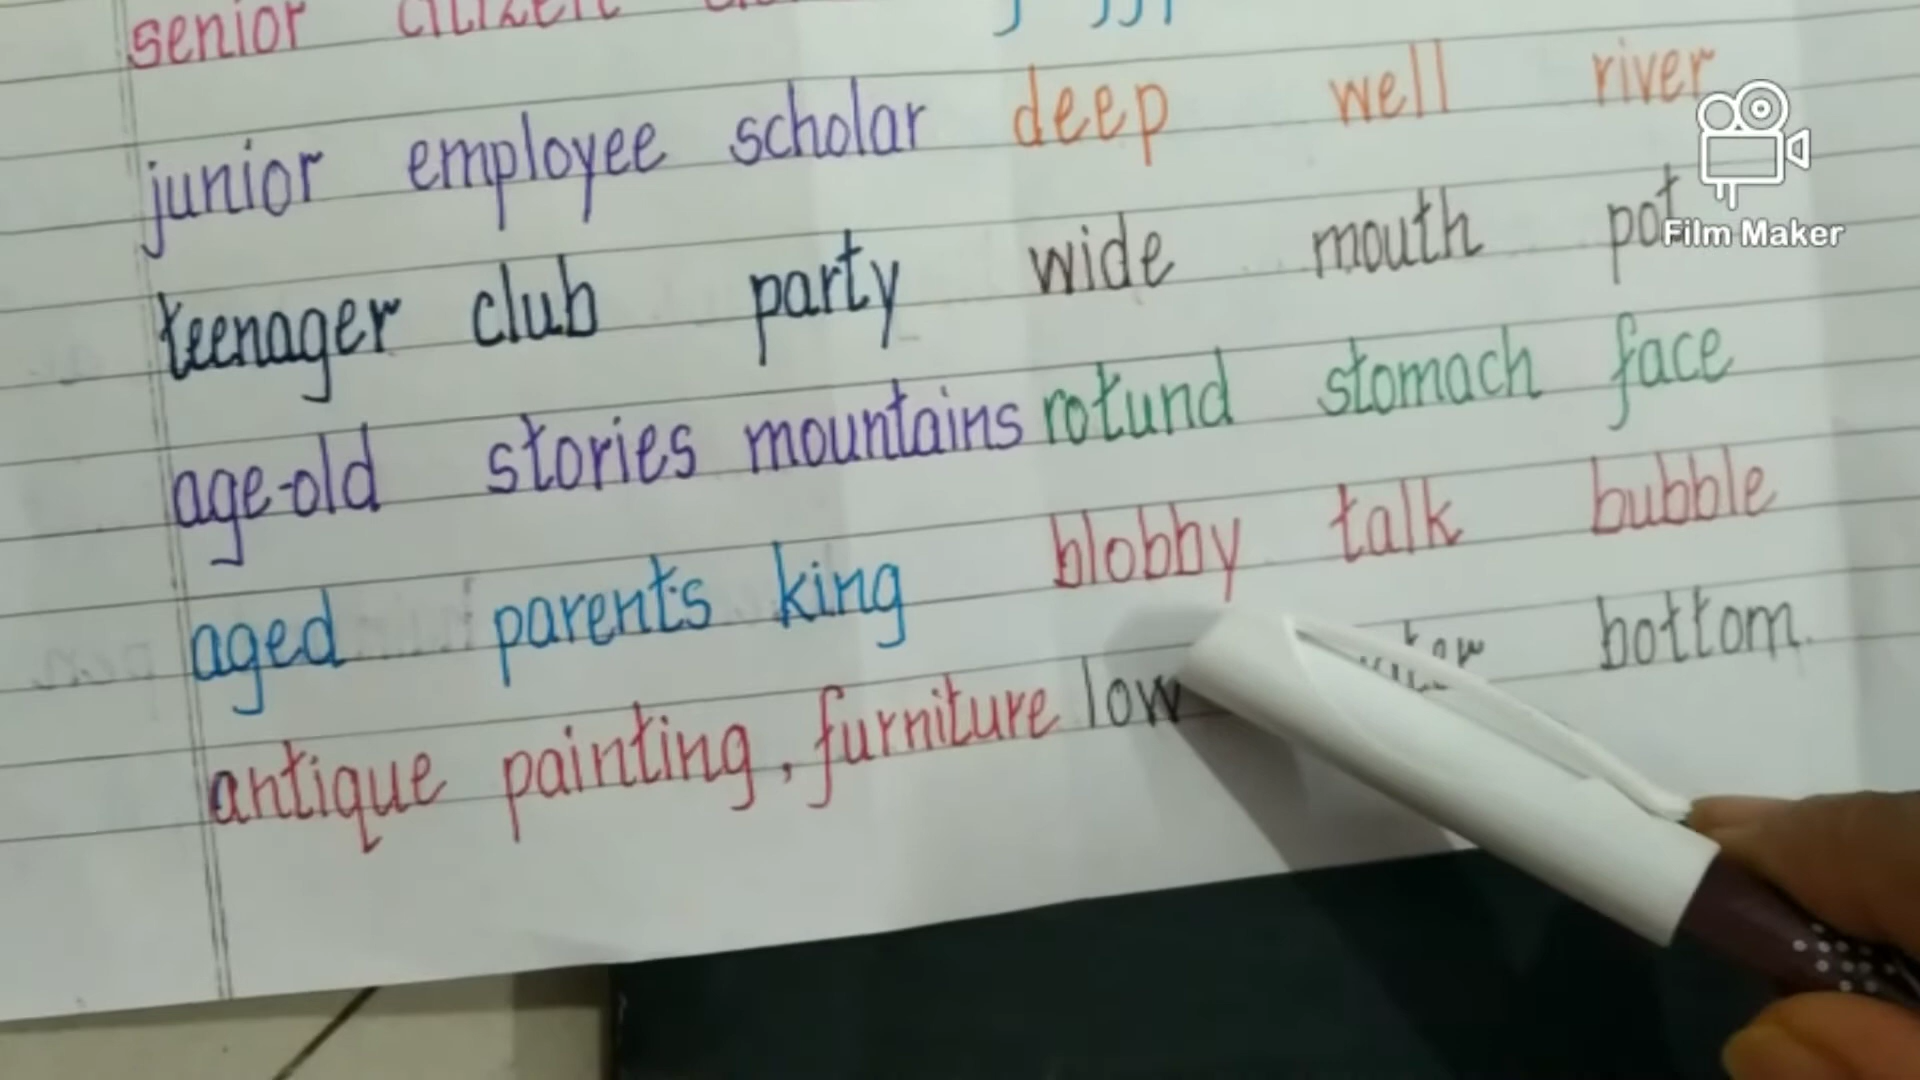 senior citizen
junior employee scholar deep well river
teenager club party wide mouth pot
age-old stories mountains rotund stomach face
aged parents king blobby talk bubble
antique painting, furniture low bottom.
Film Maker